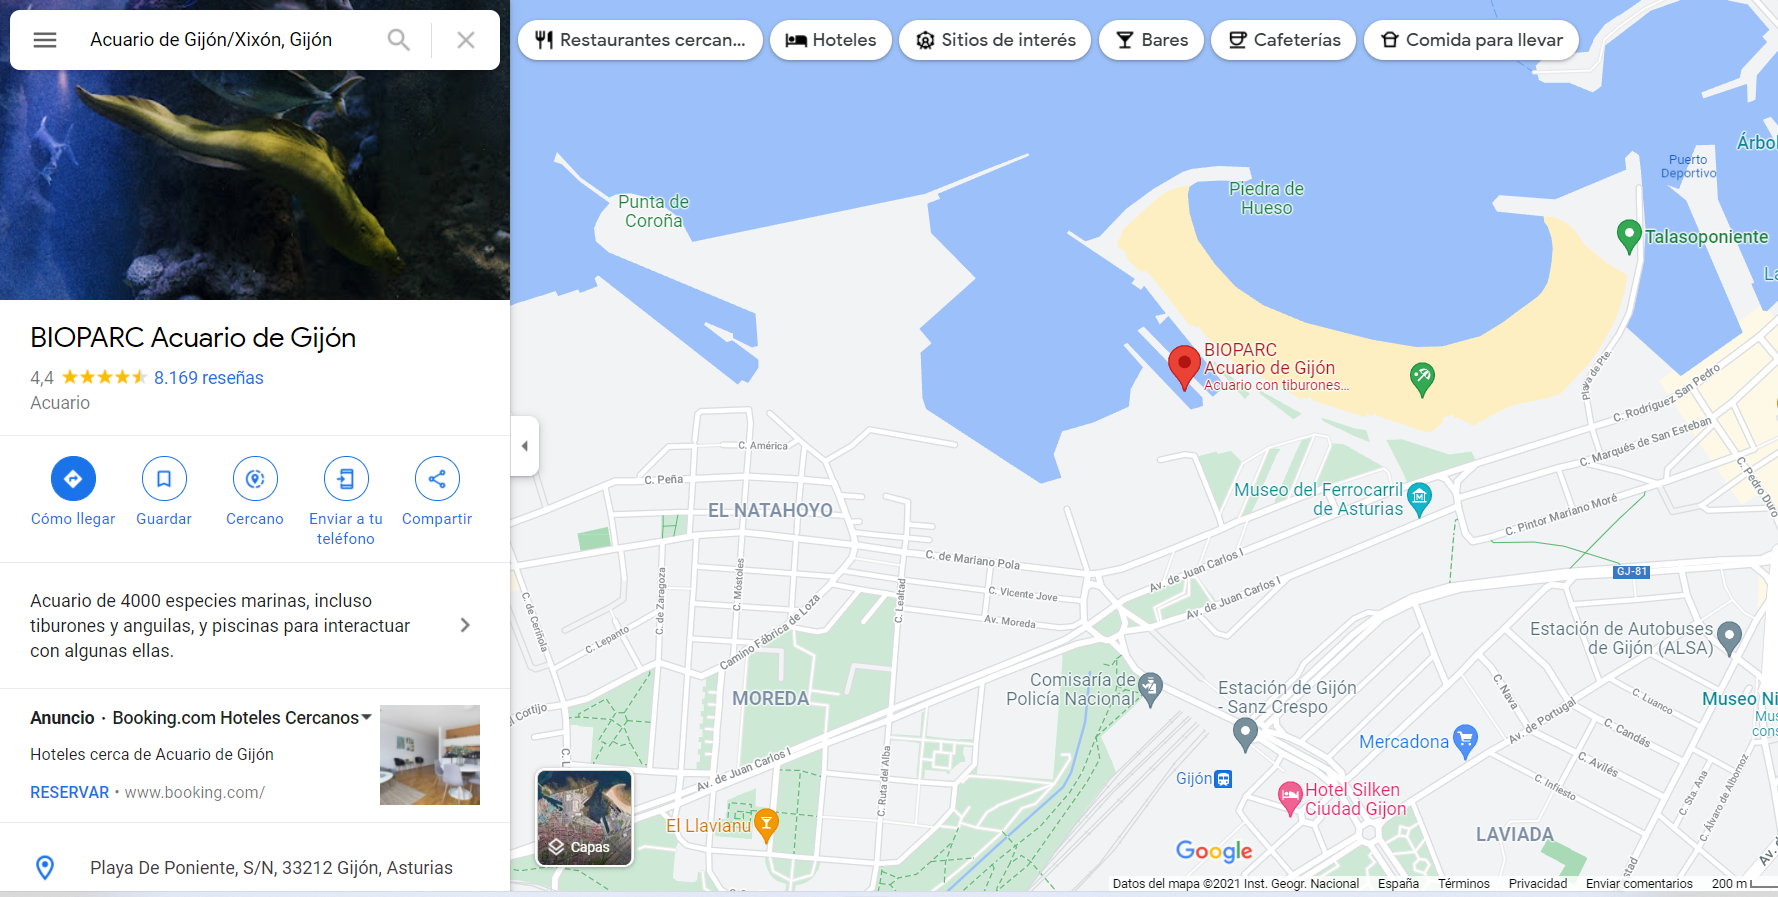 Acuario de Gijón/Xixón, Gijón
Restaurantes cercan...
Hoteles
Sitios de interés
Bares
Cafeterías
Comida para llevar
BIOPARC Acuario de Gijón
4,4
8.169 reseñas
Acuario
Cómo llegar
Guardar
Cercano
Enviar a tu
teléfono
Compartir
Acuario de 4000 especies marinas, incluso
tiburones y anguilas, y piscinas para interactuar
con algunas ellas.
Anuncio · Booking.com Hoteles Cercanos
Hoteles cerca de Acuario de Gijón
RESERVAR · www.booking.com/
Playa De Poniente, S/N, 33212 Gijón, Asturias
Punta de
Coroña
Piedra de
Hueso
Puerto
Deportivo
Árbol
Talasoponiente
La
BIOPARC
Acuario de Gijón
Acuario con tiburones...
Playa de Pte.
C. Rodríguez San Pedro
C. Marqués de San Esteban
C. Pedro Duro
C. Pintor Mariano Moré
C. América
C. Peña
EL NATAHOYO
Museo del Ferrocarril
de Asturias
C. de Mariano Pola
Av. de Juan Carlos I
Av. de Juan Carlos I
GJ-81
C. Vicente Jove
Av. Moreda
C. de Zaragoza
C. Móstoles
C. Lealtad
C. de Ceriñola
C. Lepanto
Camino Fábrica de Loza
MOREDA
Comisaría de
Policía Nacional
Estación de Gijón
- Sanz Crespo
Estación de Autobuses
de Gijón (ALSA)
Museo Ni
Mus
cons
C. Nava
C. Luanco
Av. de Portugal
C. Candás
C. Avilés
C. Infiesto
C. Sta. Ana
C. Álvaro de Albornoz
Mercadona
Gijón
Hotel Silken
Ciudad Gijon
LAVIADA
El Cortijo
C. L
Av. de Juan Carlos I
C. Ruta del Alba
El Llavianu
Capas
Google
Av. de
Datos del mapa ©2021 Inst. Geogr. Nacional
España
Términos
Privacidad
Enviar comentarios
200 m